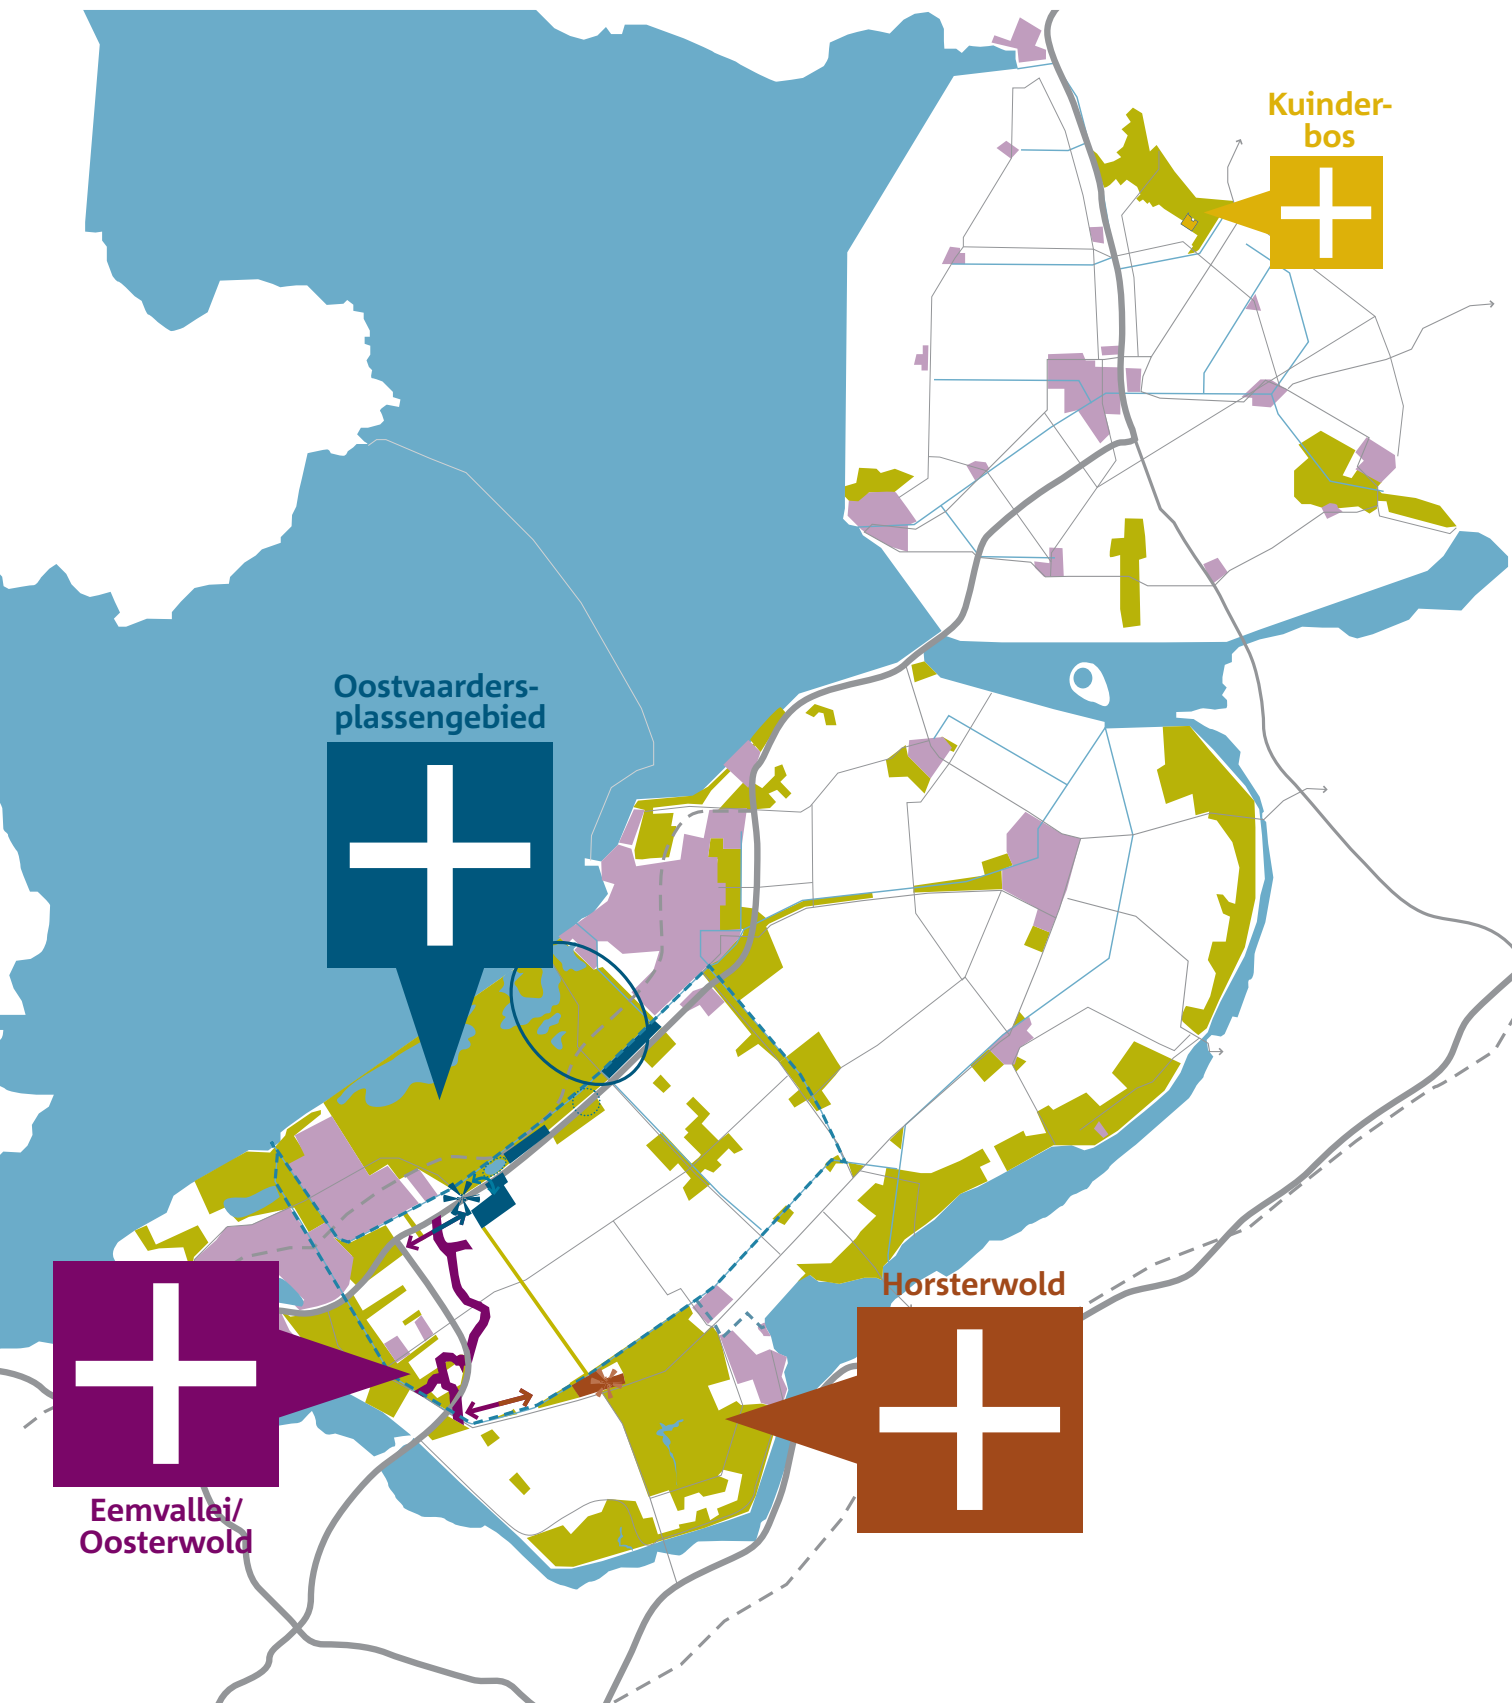 Kuinder-
bos
Oostvaarders-
plassengebied
Horsterwold
Eemvallei/
Oosterwold